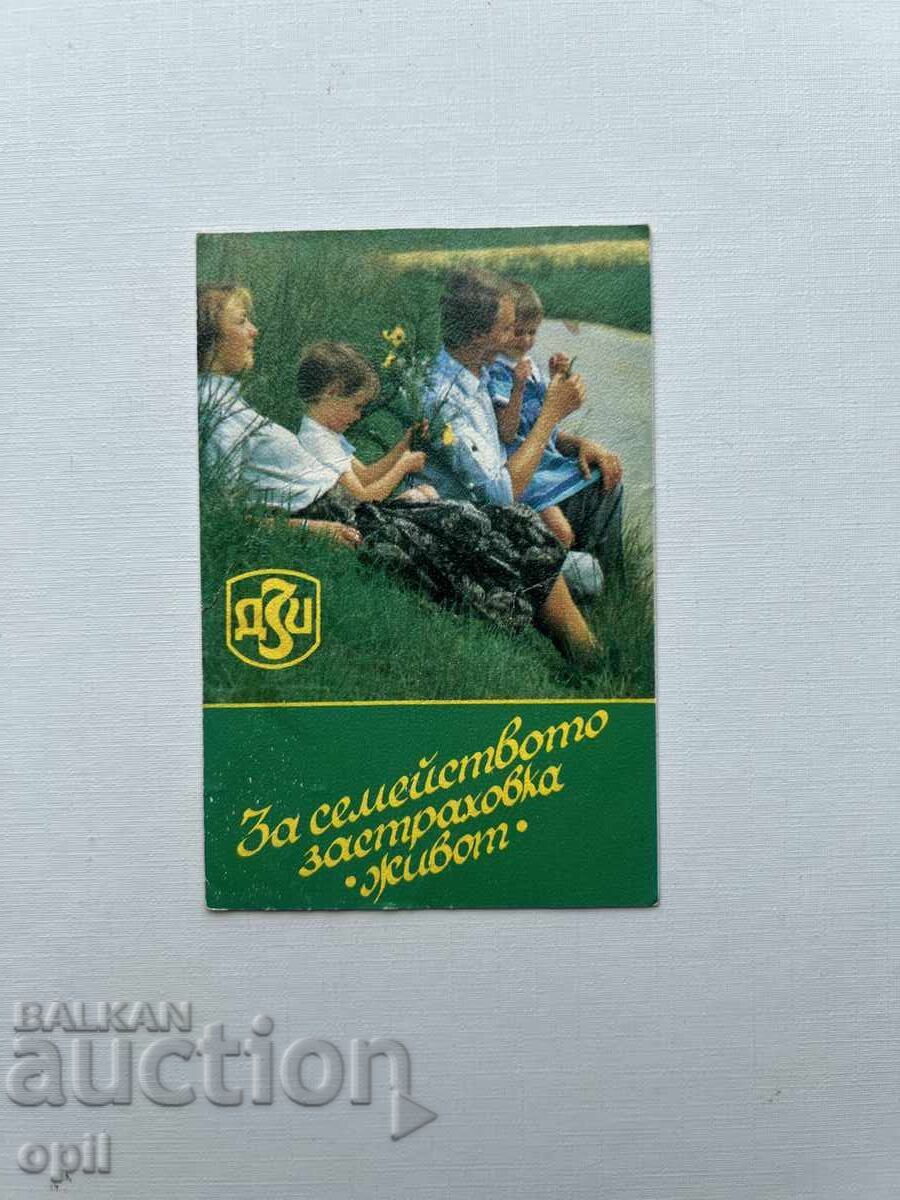 ДЗИ
За семейството
застраховка
•живот•
BALKAN
auction
opil